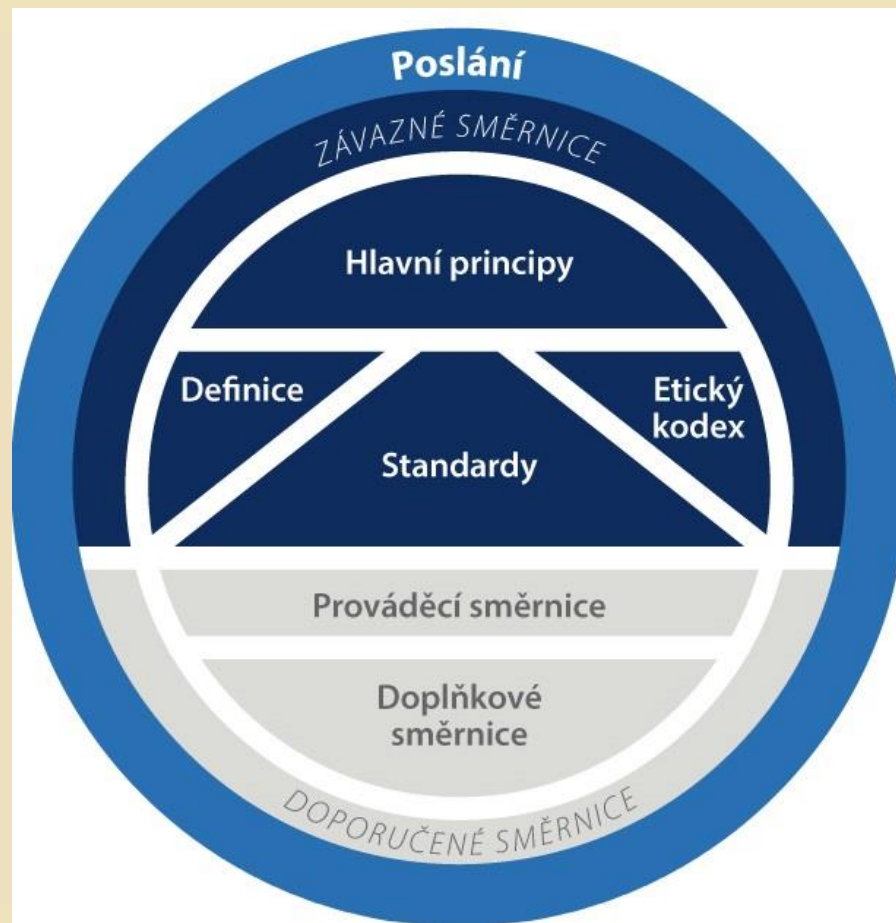 Poslání
ZÁVAZNÉ SMĚRNICE
Hlavní principy
Definice
Etický
kodex
Standardy
Prováděcí směrnice
Doplňkové
směrnice
DOPORUČENÉ SMĚRNICE